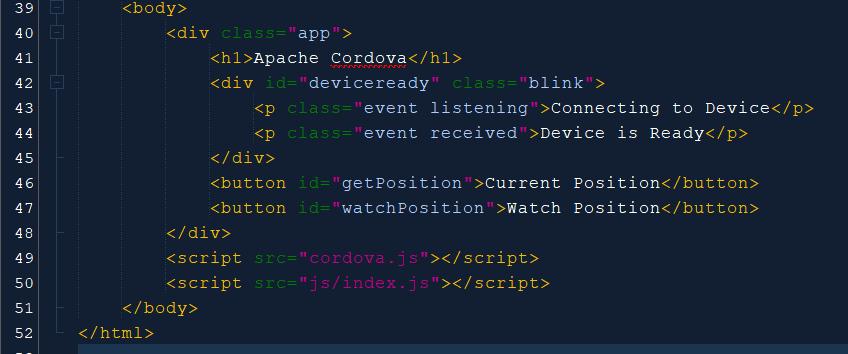 39 <body>
40 <div class="app">
41 <h1>Apache Cordova</h1>
42 <div id="deviceready" class="blink">
43 <p class="event listening">Connecting to Device</p>
44 <p class="event received">Device is Ready</p>
45 </div>
46 <button id="getPosition">Current Position</button>
47 <button id="watchPosition">Watch Position</button>
48 </div>
49 <script src="cordova.js"></script>
50 <script src="js/index.js"></script>
51 </body>
52 </html>